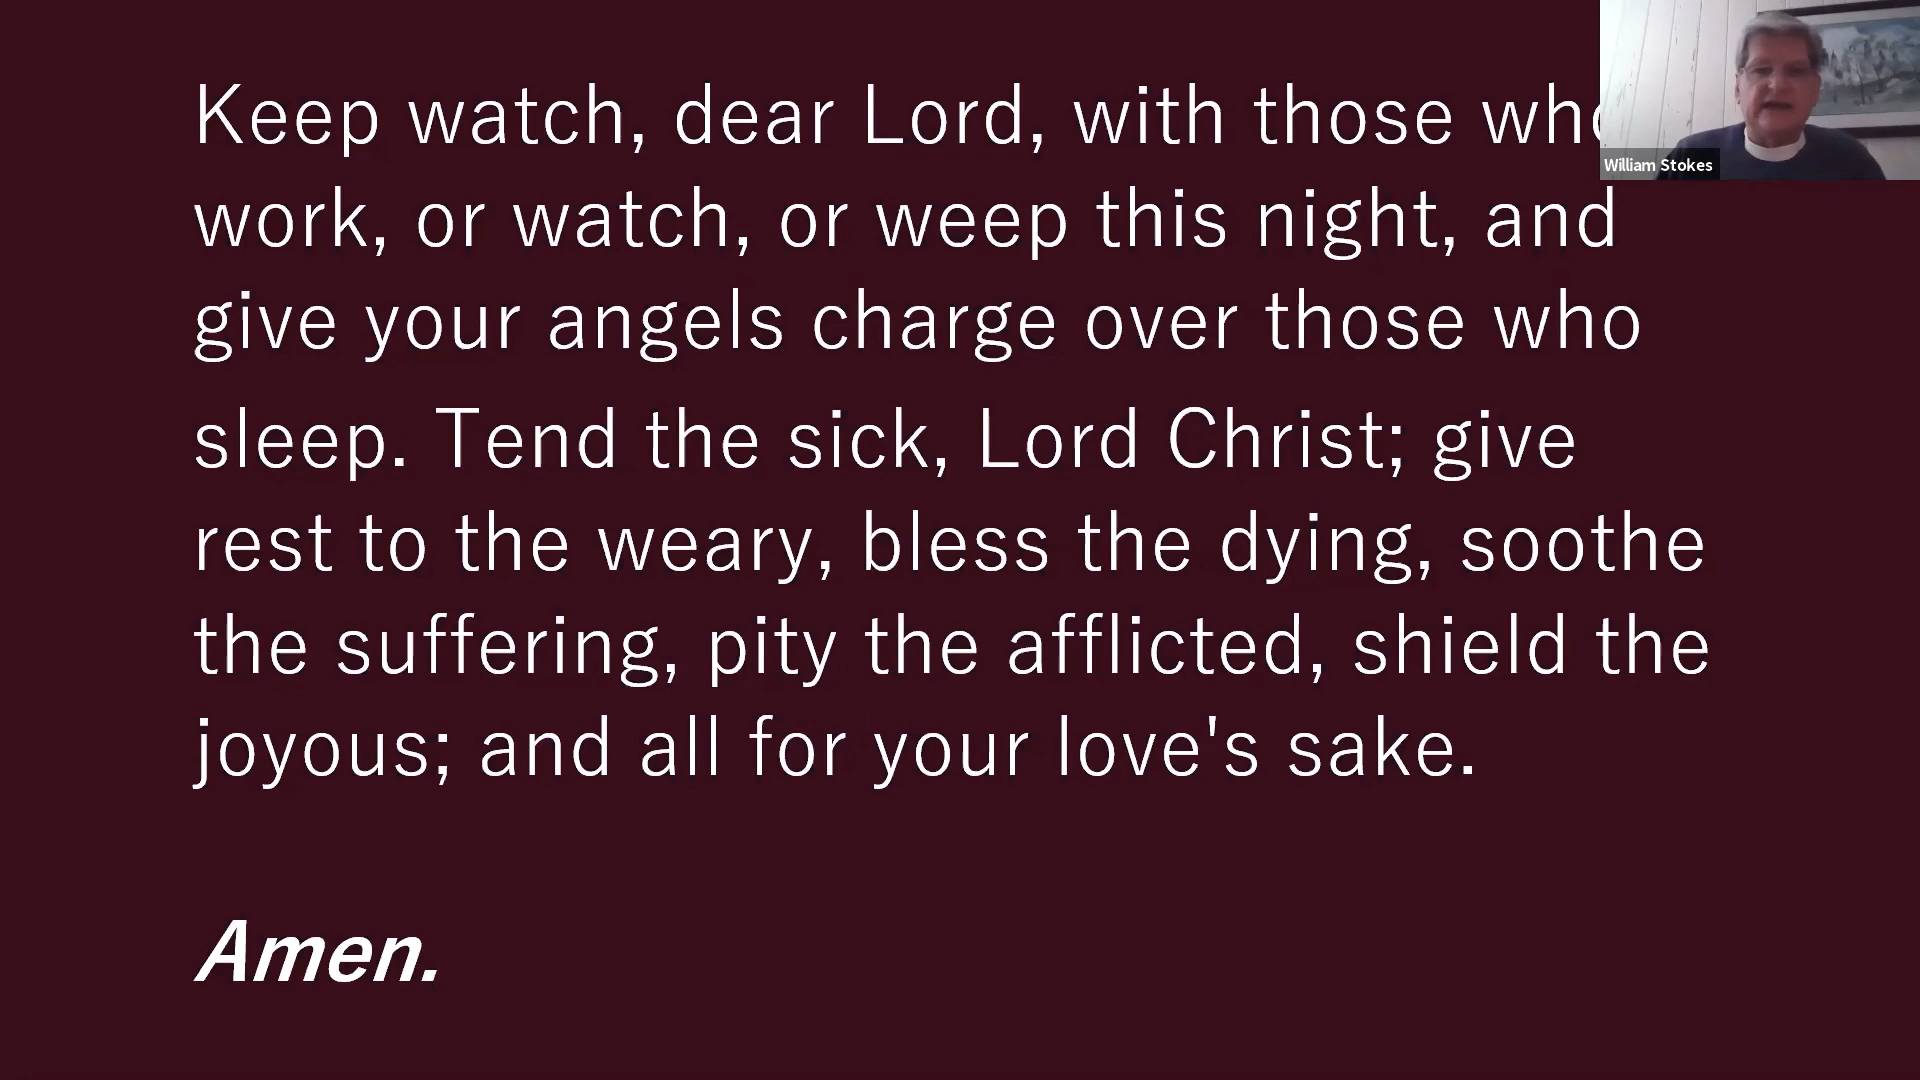 Keep watch, dear Lord, with those who
work, or watch, or weep this night, and
give your angels charge over those who
sleep. Tend the sick, Lord Christ; give
rest to the weary, bless the dying, soothe
the suffering, pity the afflicted, shield the
joyous; and all for your love's sake.
Amen.
William Stokes